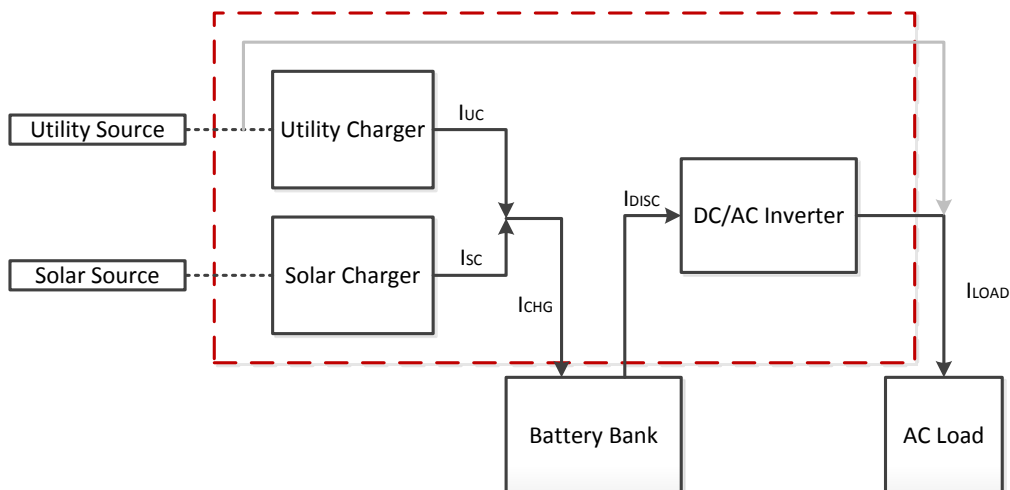 Utility Source
Utility Charger
IUC
IDISC
DC/AC Inverter
Solar Source
Solar Charger
ISC
ICHG
ILOAD
Battery Bank
AC Load